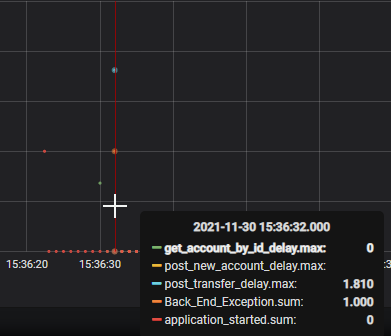 2021-11-30 15:36:32.000
get_account_by_id_delay.max: 0
post_new_account_delay.max:
post_transfer_delay.max: 1.810
Back_End_Exception.sum: 1.000
application_started.sum: 0
15:36:20 15:36:30